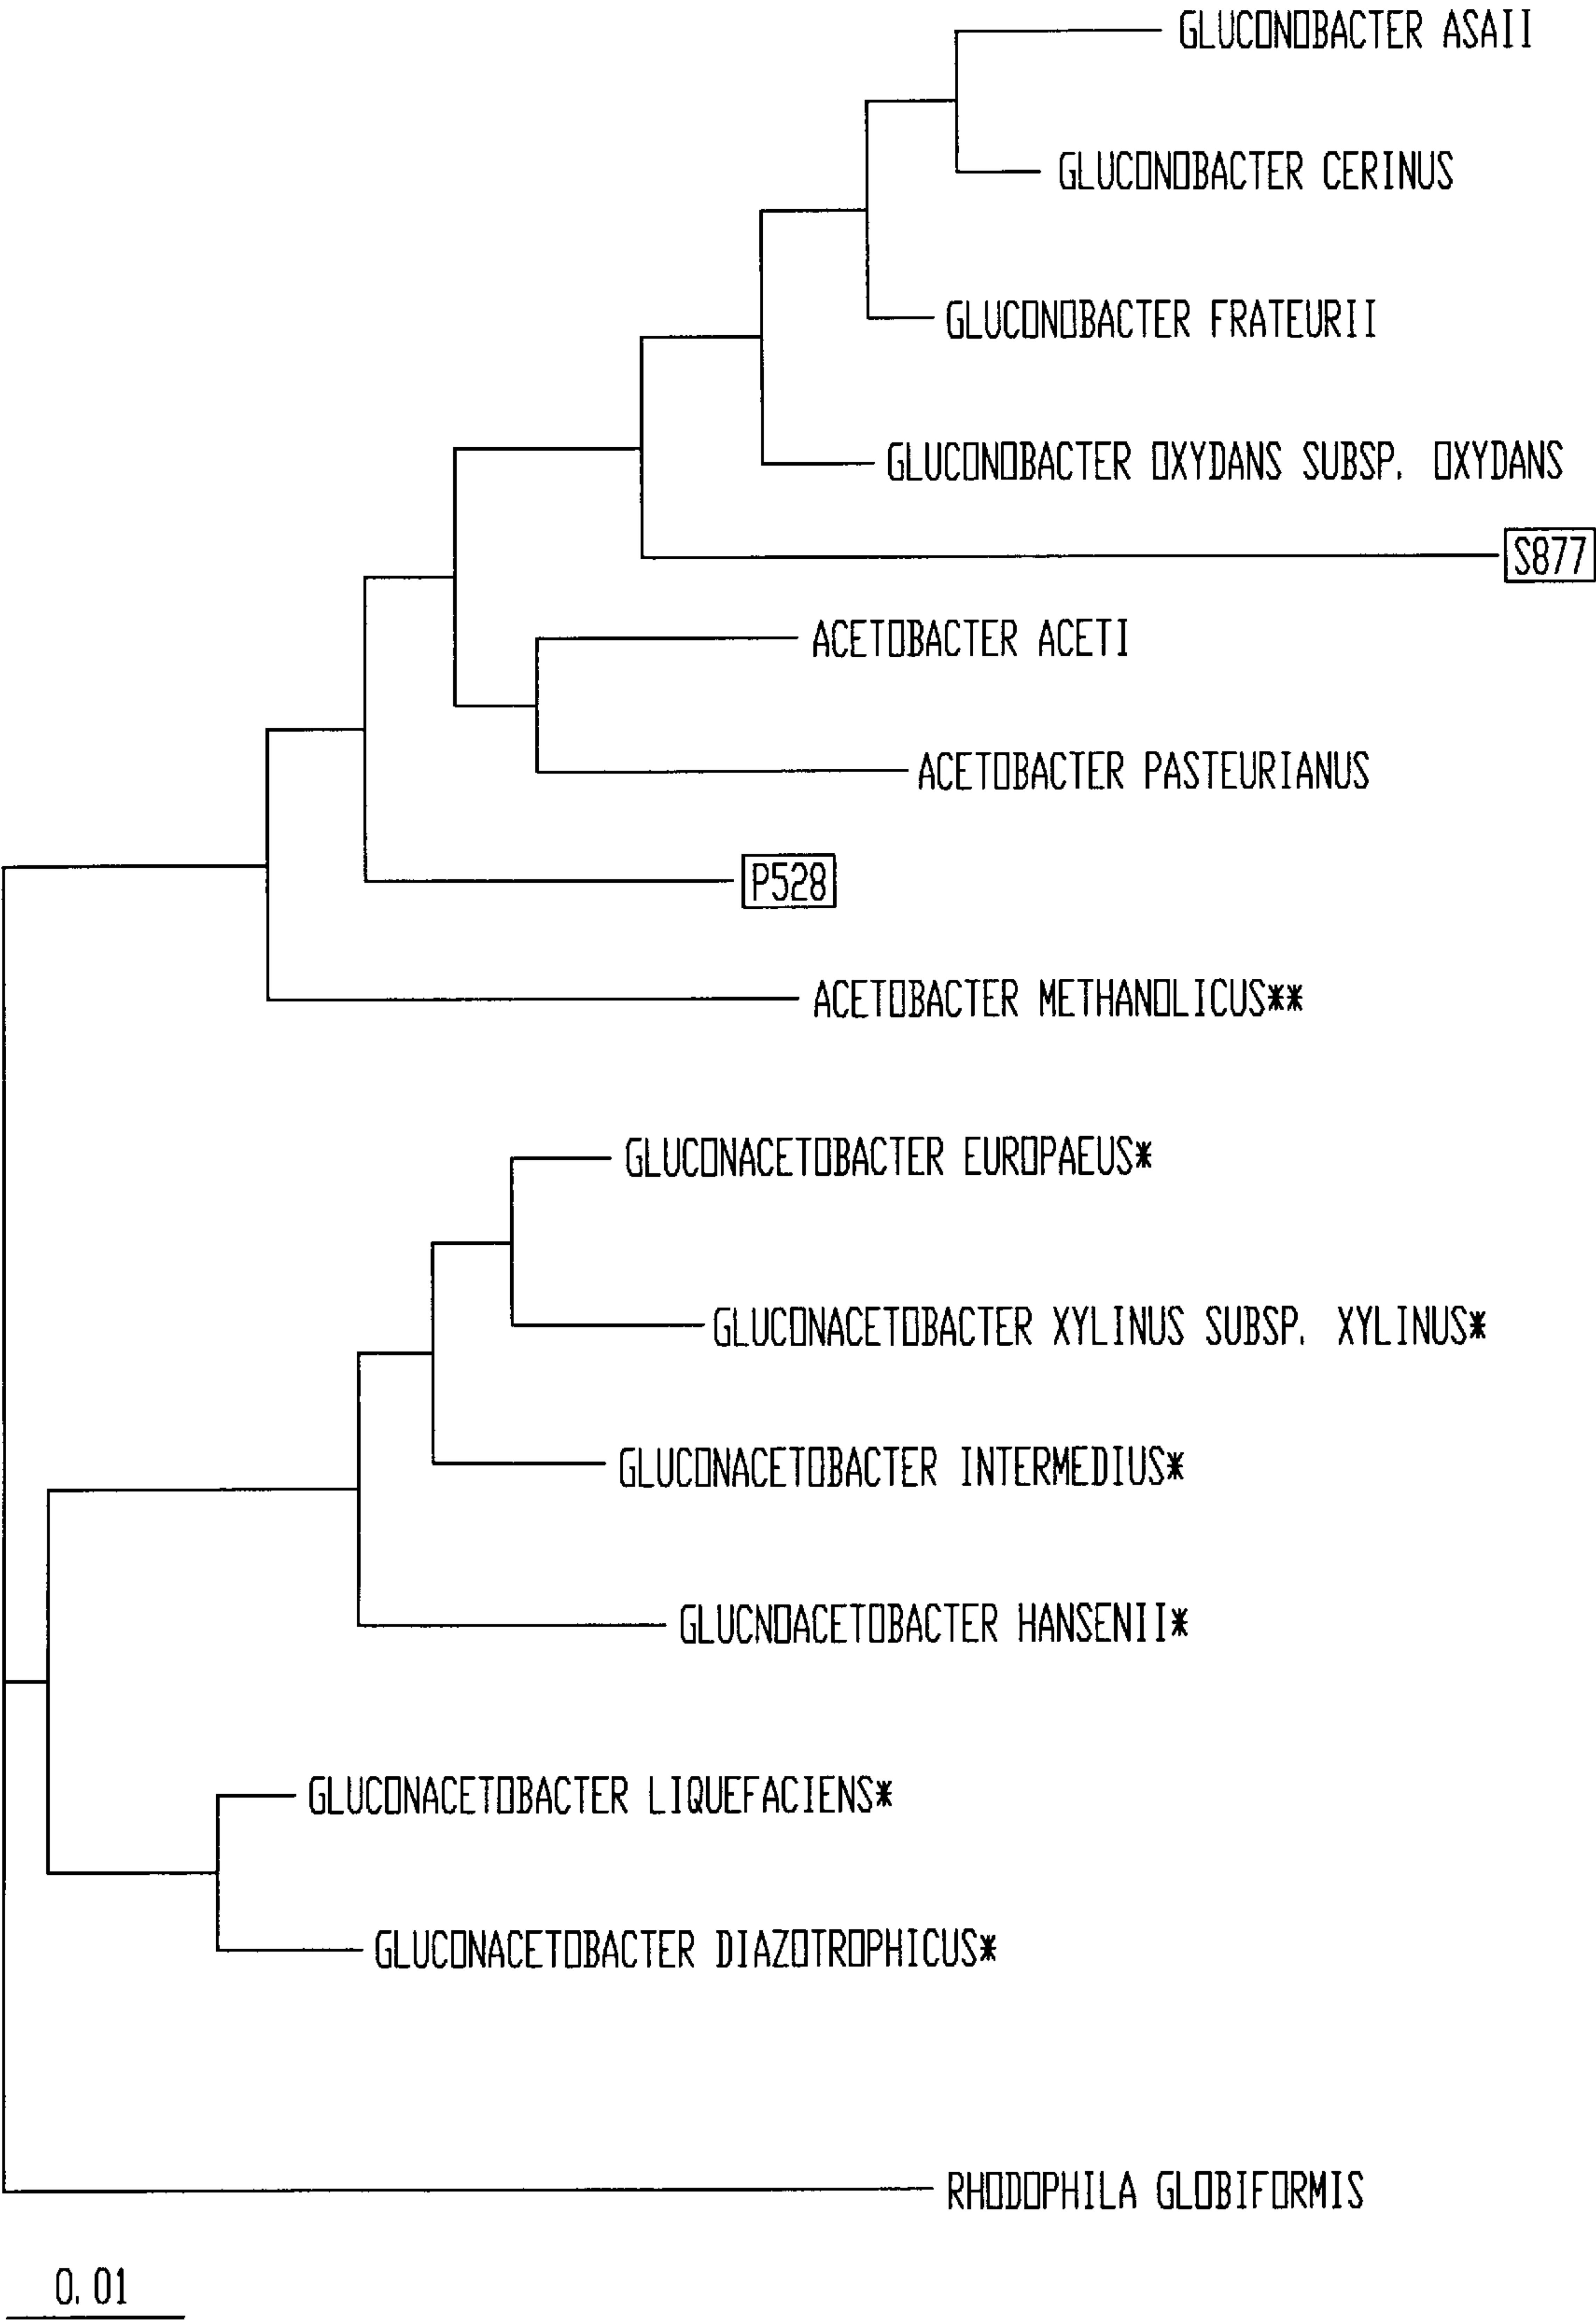 GLUCONOBACTER ASAII
GLUCONOBACTER CERINUS
GLUCONOBACTER FRATEURII
GLUCONOBACTER OXYDANS SUBSP. OXYDANS
S877
ACETOBACTER ACETI
ACETOBACTER PASTEURIANUS
P528
ACETOBACTER METHANOLICUS**
GLUCONACETOBACTER EUROPAEUS*
GLUCONACETOBACTER XYLINUS SUBSP. XYLINUS*
GLUCONACETOBACTER INTERMEDIUS*
GLUCNOACETOBACTER HANSENII*
GLUCONACETOBACTER LIQUEFACIENS*
GLUCONACETOBACTER DIAZOTROPHICUS*
RHODOPHILA GLOBIFORMIS
0.01